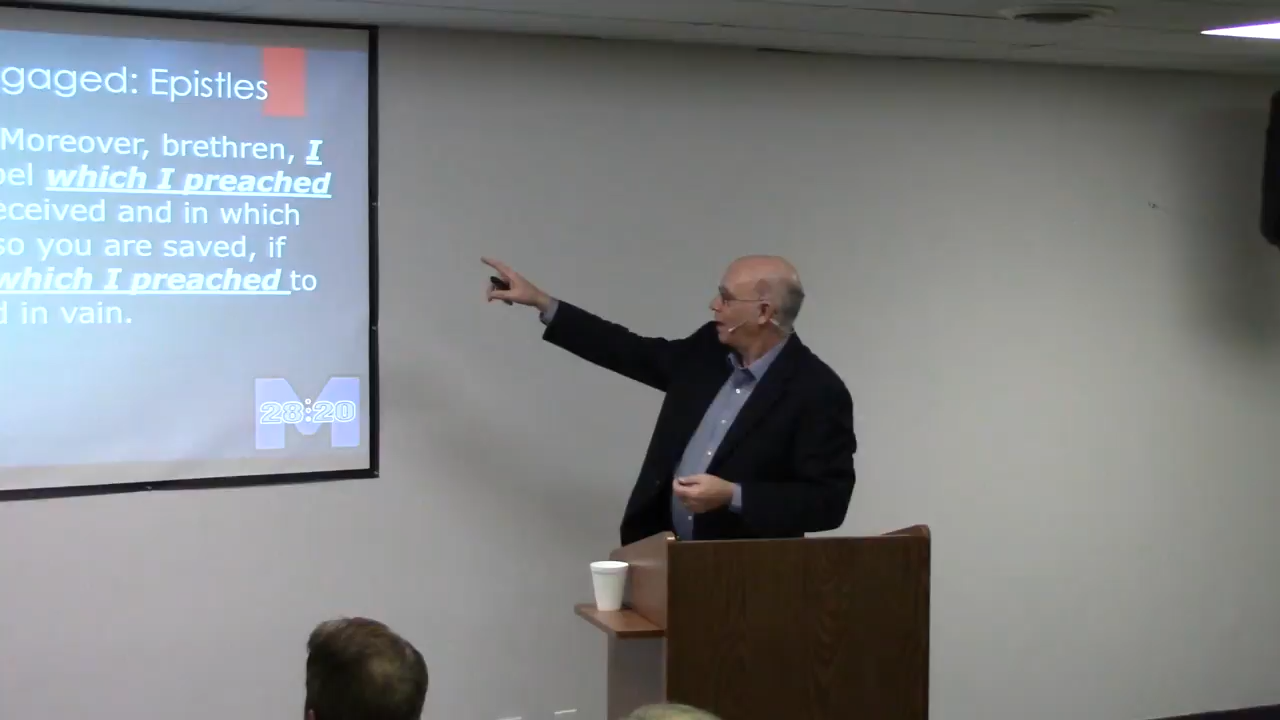 gaged: Epistles
Moreover, brethren, I
el which I preached
eceived and in which
so you are saved, if
which I preached to
d in vain.
28:20
M